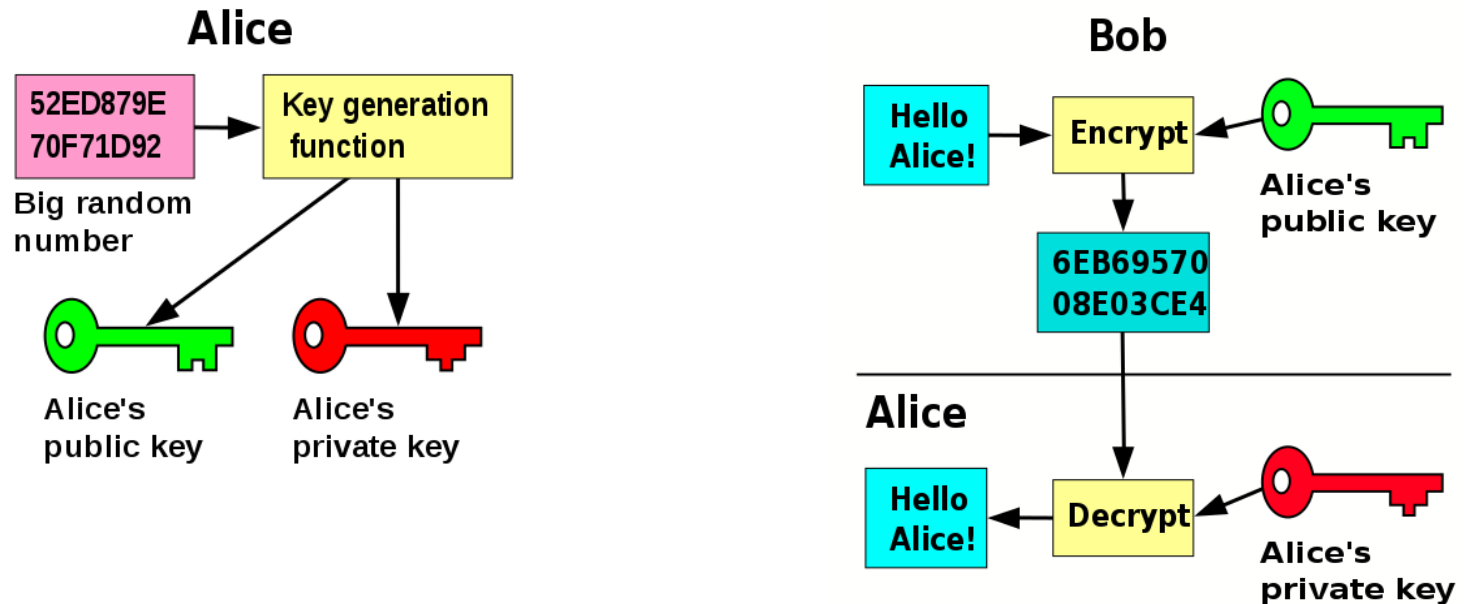 Alice
52ED879E
70F71D92
Key generation
function
Big random
number
Alice's
public key
Alice's
private key
Bob
Hello
Alice!
Encrypt
Alice's
public key
6EB69570
08E03CE4
Alice
Hello
Alice!
Decrypt
Alice's
private key